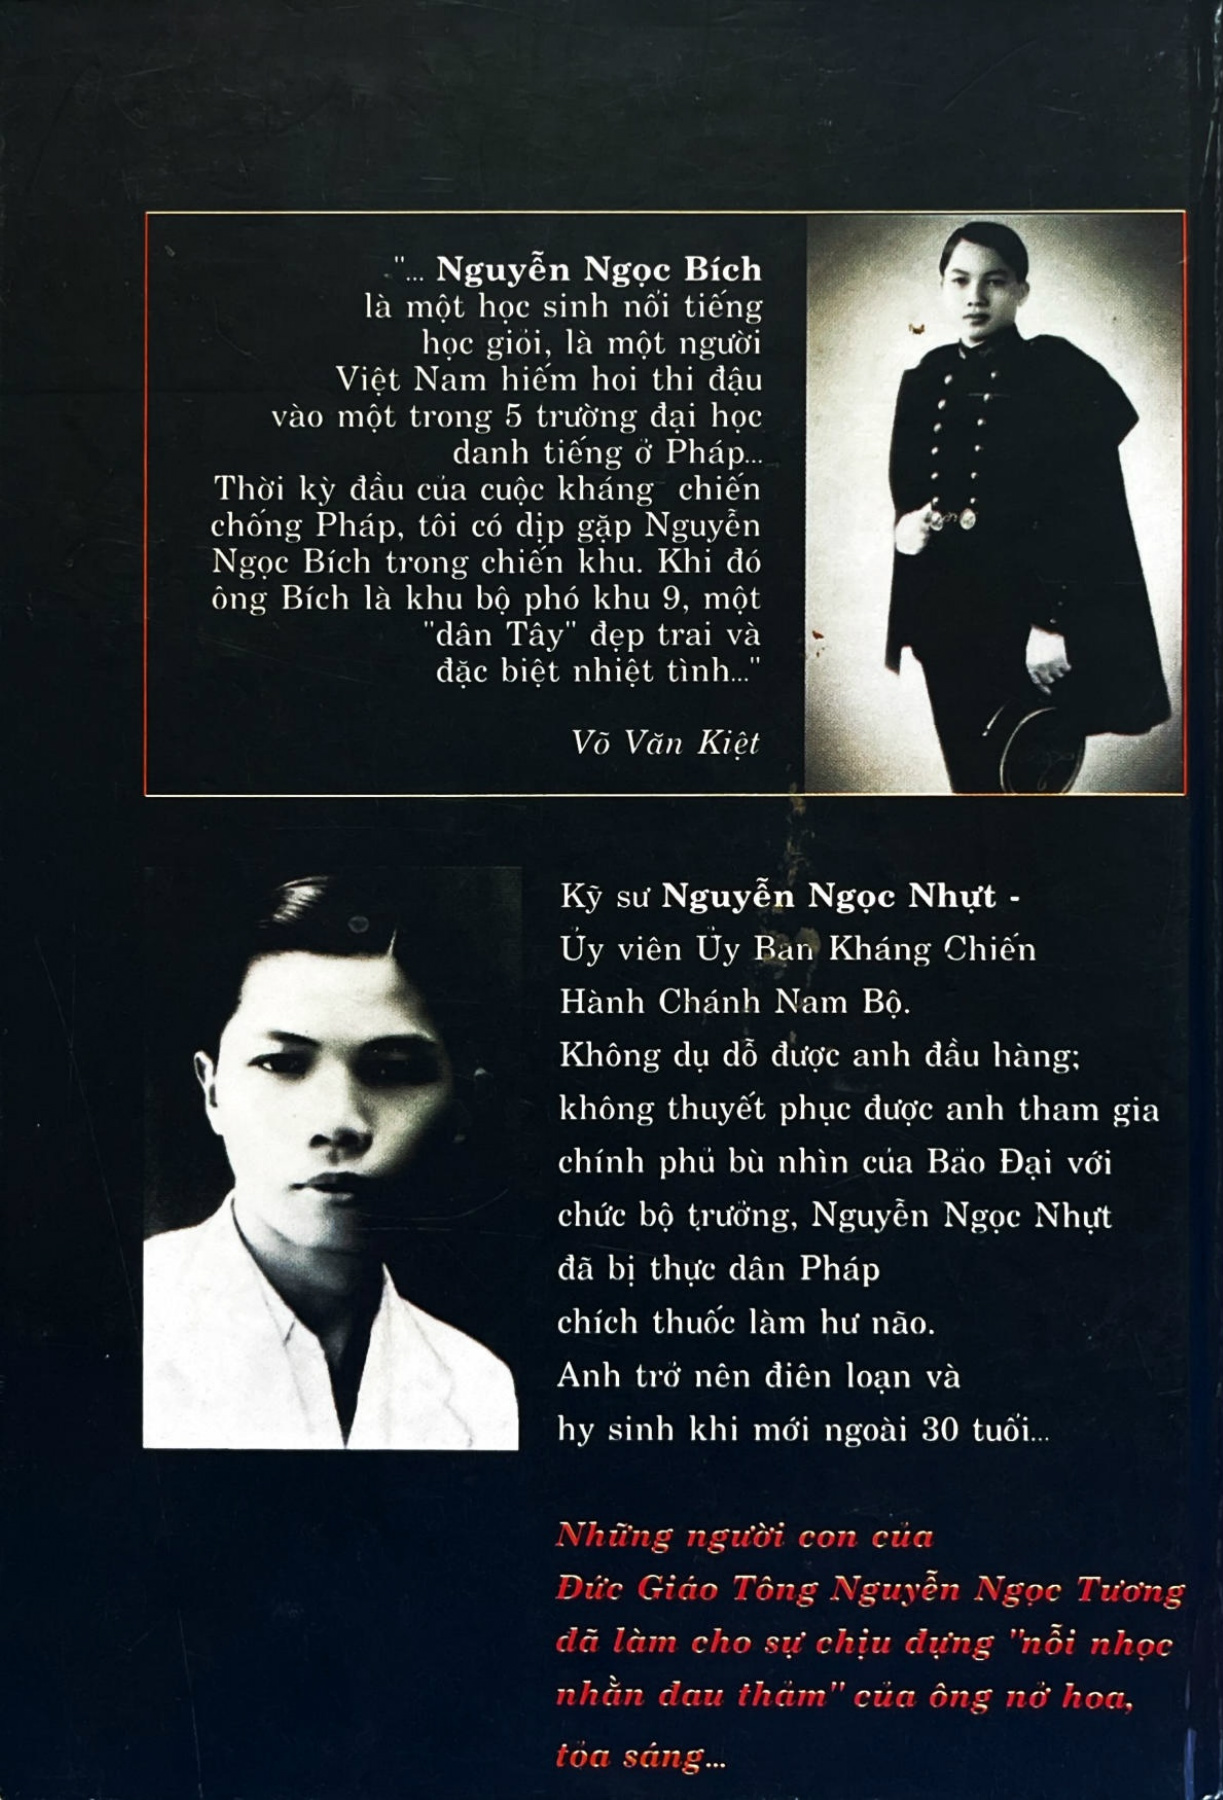 "... Nguyễn Ngọc Bích
là một học sinh nổi tiếng
học giỏi, là một người
Việt Nam hiếm hoi thi đậu
vào một trong 5 trường đại học
danh tiếng ở Pháp...
Thời kỳ đầu của cuộc kháng chiến
chống Pháp, tôi có dịp gặp Nguyễn
Ngọc Bích trong chiến khu. Khi đó
ông Bích là khu bộ phó khu 9, một
"dân Tây" đẹp trai và
đặc biệt nhiệt tình..."
Võ Văn Kiệt
Kỹ sư Nguyễn Ngọc Nhựt -
Ủy viên Ủy Ban Kháng Chiến
Hành Chánh Nam Bộ.
Không dụ dỗ được anh đầu hàng;
không thuyết phục được anh tham gia
chính phủ bù nhìn của Bảo Đại với
chức bộ trưởng, Nguyễn Ngọc Nhựt
đã bị thực dân Pháp
chích thuốc làm hư não.
Anh trở nên điên loạn và
hy sinh khi mới ngoài 30 tuổi...
Những người con của
Đức Giáo Tông Nguyễn Ngọc Tương
đã làm cho sự chịu đựng "nỗi nhọc
nhằn đau thảm" của ông nở hoa,
tỏa sáng...